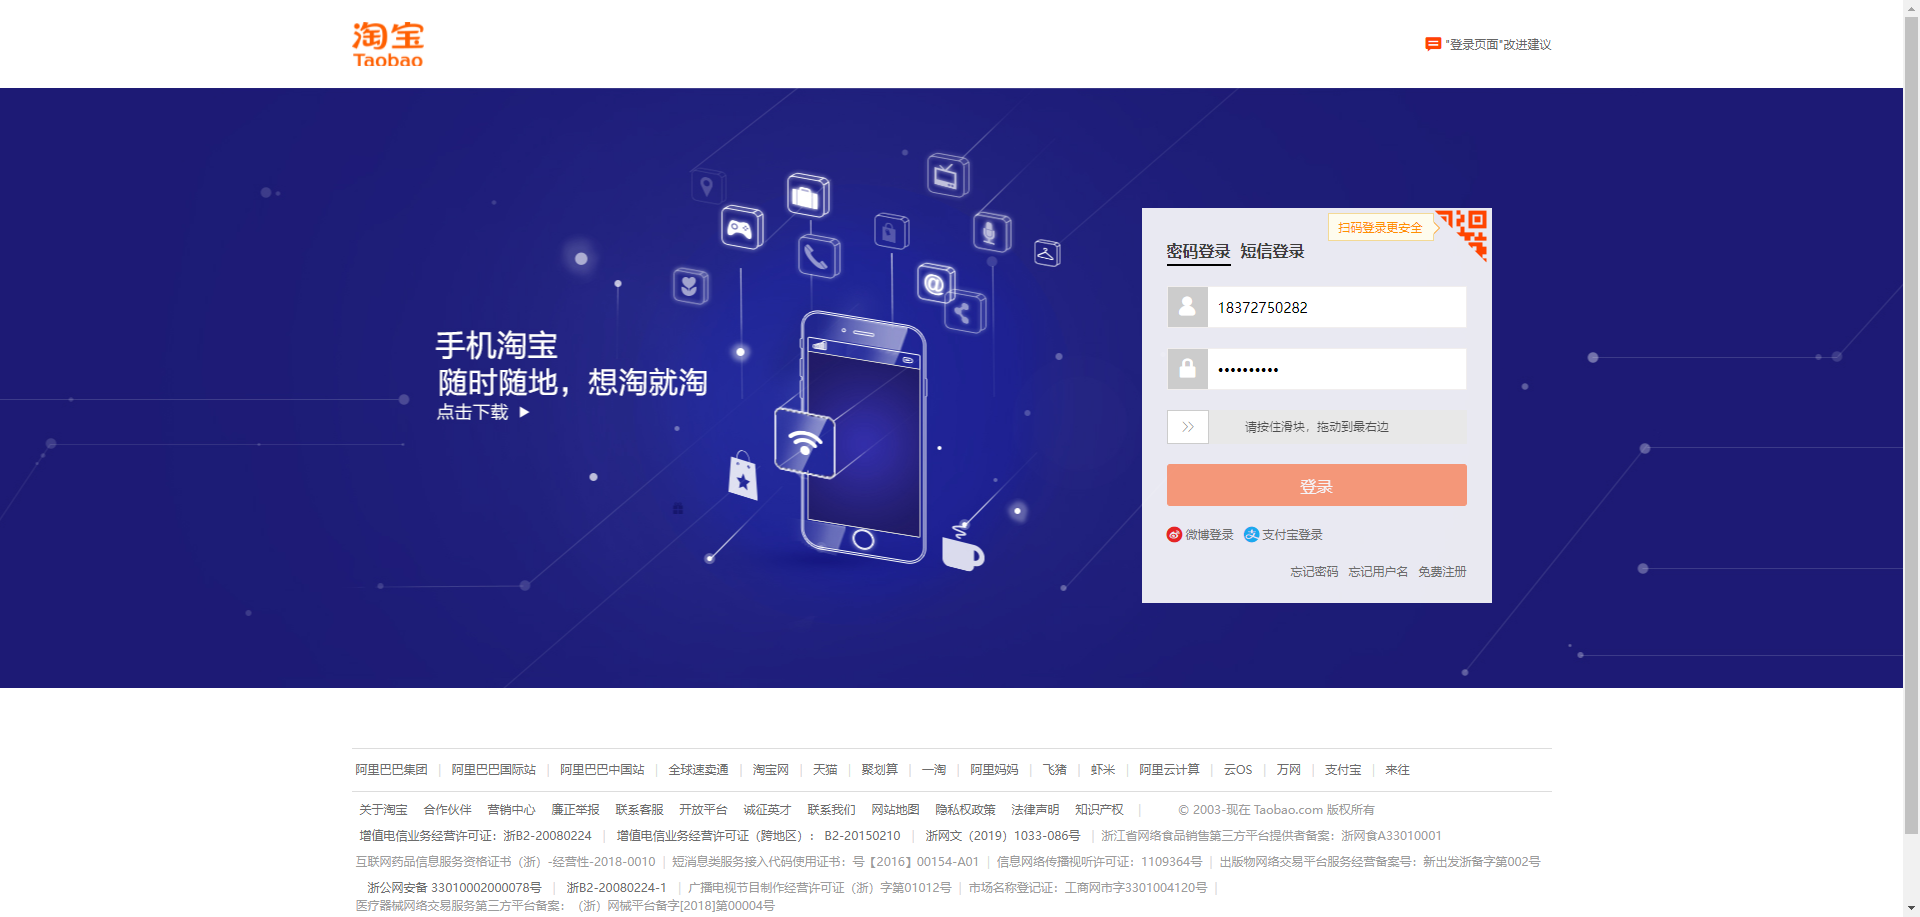 淘宝
Taobao
"登录页面"改进建议
手机淘宝
随时随地，想淘就淘
点击下载
扫码登录更安全
密码登录 短信登录
18372750282
••••••••••
请按住滑块，拖动到最右边
登录
微博登录 支付宝登录
忘记密码 忘记用户名 免费注册
阿里巴巴集团 | 阿里巴巴国际站 | 阿里巴巴中国站 | 全球速卖通 | 淘宝网 | 天猫 | 聚划算 | 一淘 | 阿里妈妈 | 飞猪 | 虾米 | 阿里云计算 | 云OS | 万网 | 支付宝 | 来往
关于淘宝 合作伙伴 营销中心 廉正举报 联系客服 开放平台 诚征英才 联系我们 网站地图 隐私权政策 法律声明 知识产权 | © 2003-现在 Taobao.com 版权所有
增值电信业务经营许可证：浙B2-20080224 | 增值电信业务经营许可证（跨地区）： B2-20150210 | 浙网文（2019）1033-086号 | 浙江省网络食品销售第三方平台提供者备案：浙网食A33010001
互联网药品信息服务资格证书（浙）-经营性-2018-0010 | 短消息类服务接入代码使用证书：号【2016】00154-A01 | 信息网络传播视听许可证：1109364号 | 出版物网络交易平台服务经营备案号：新出发浙备字第002号
浙公网安备 33010002000078号 | 浙B2-20080224-1 | 广播电视节目制作经营许可证（浙）字第01012号 | 市场名称登记证：工商网市字3301004120号 |
医疗器械网络交易服务第三方平台备案：（浙）网械平台备字[2018]第00004号